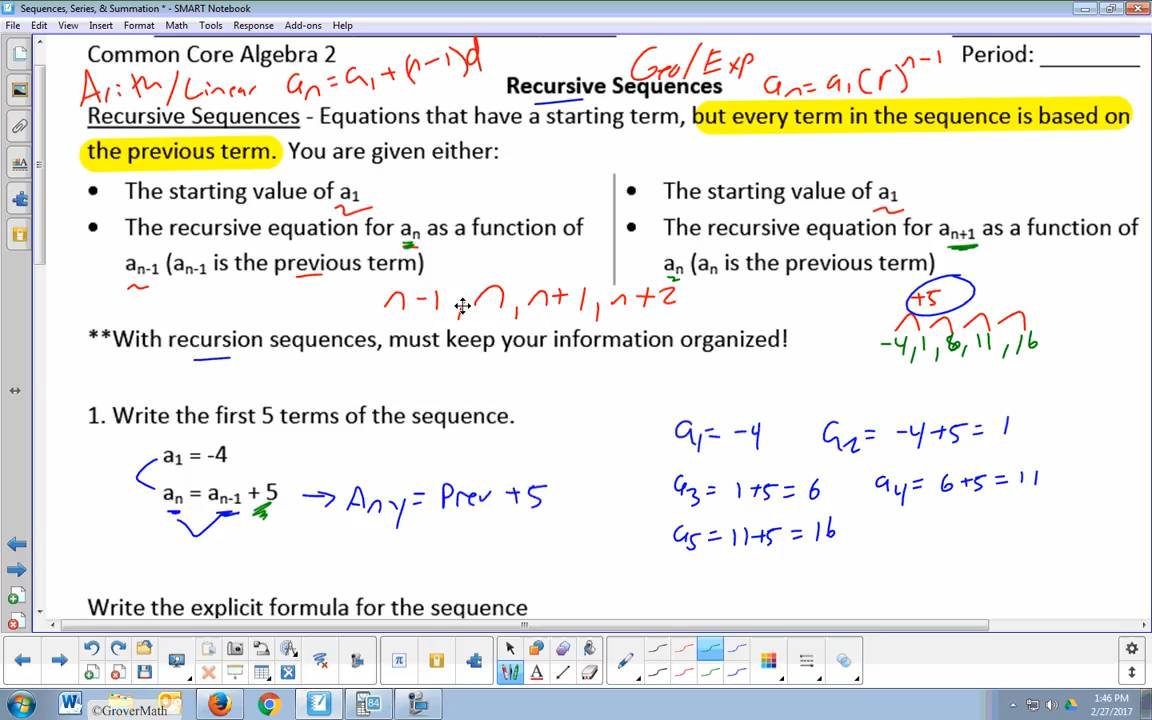 Sequences, Series, & Summation * - SMART Notebook
File Edit View Insert Format Math Tools Response Add-ons Help
Common Core Algebra 2
Period: ________
Arith/Linear aₙ = a₁ + (n-1)d
Geo/Exp aₙ = a₁(r)ⁿ⁻¹
Recursive Sequences
Recursive Sequences - Equations that have a starting term, but every term in the sequence is based on
the previous term. You are given either:
• The starting value of a₁
• The recursive equation for aₙ as a function of
aₙ₋₁ (aₙ₋₁ is the previous term)
• The starting value of a₁
• The recursive equation for aₙ₊₁ as a function of
aₙ (aₙ is the previous term)
n-1, n, n+1, n+2
+5
**With recursion sequences, must keep your information organized!
-4, 1, 6, 11, 16
1. Write the first 5 terms of the sequence.
a₁ = -4
aₙ = aₙ₋₁ + 5 → Any = Prev + 5
a₁ = -4 a₂ = -4+5 = 1
a₃ = 1+5 = 6 a₄ = 6+5 = 11
a₅ = 11+5 = 16
Write the explicit formula for the sequence
©GroverMath
84
1:46 PM
2/27/2017